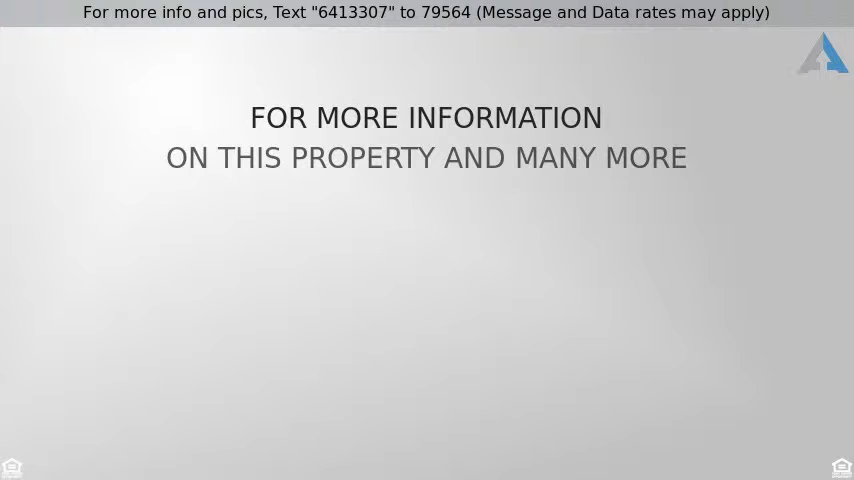 For more info and pics, Text "6413307" to 79564 (Message and Data rates may apply)
FOR MORE INFORMATION
ON THIS PROPERTY AND MANY MORE